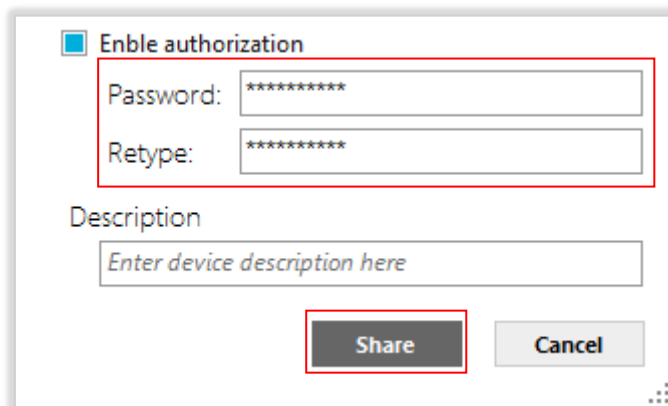 Enble authorization
Password: **********
Retype: **********
Description
Enter device description here
Share Cancel